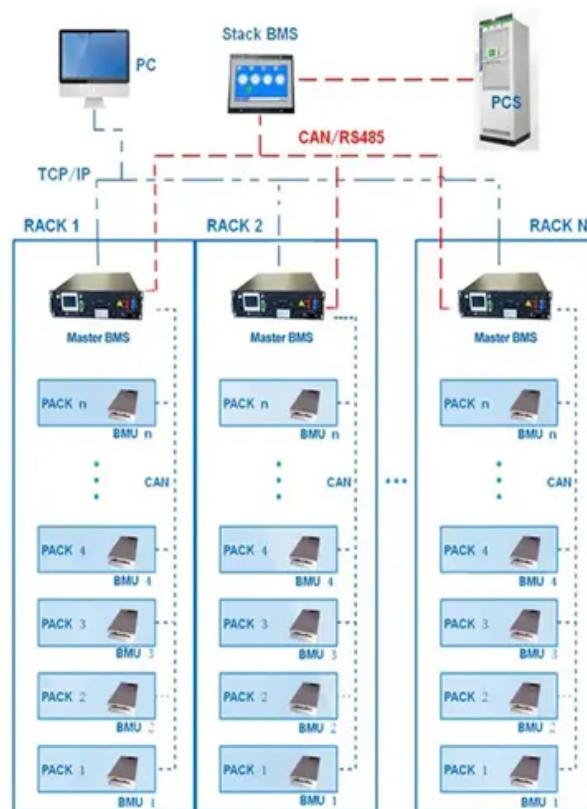 PC
Stack BMS
PCS
CAN/RS485
TCP/IP
RACK 1
RACK 2
RACK N
Master BMS
Master BMS
Master BMS
PACK n
BMU n
PACK n
BMU n
PACK n
BMU n
CAN
CAN
CAN
PACK 4
BMU 4
PACK 4
BMU 4
PACK 4
BMU 4
PACK 3
BMU 3
PACK 3
BMU 3
PACK 3
BMU 3
PACK 2
BMU 2
PACK 2
BMU 2
PACK 2
BMU 2
PACK 1
BMU 1
PACK 1
BMU 1
PACK 1
BMU 1